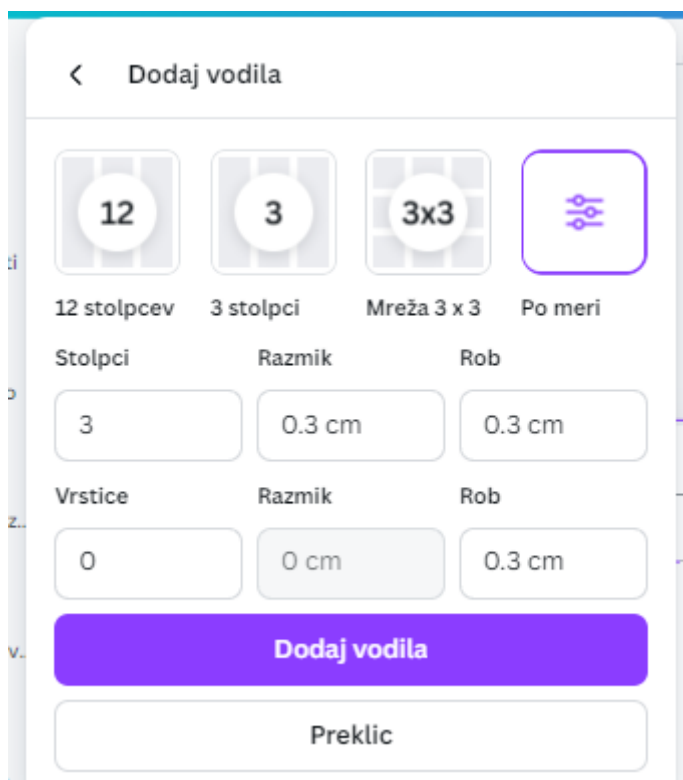 Dodaj vodila
12 3 3x3
12 stolpcev 3 stolpci Mreža 3 x 3 Po meri
Stolpci Razmik Rob
3 0.3 cm 0.3 cm
Vrstice Razmik Rob
0 0 cm 0.3 cm
Dodaj vodila
Preklic